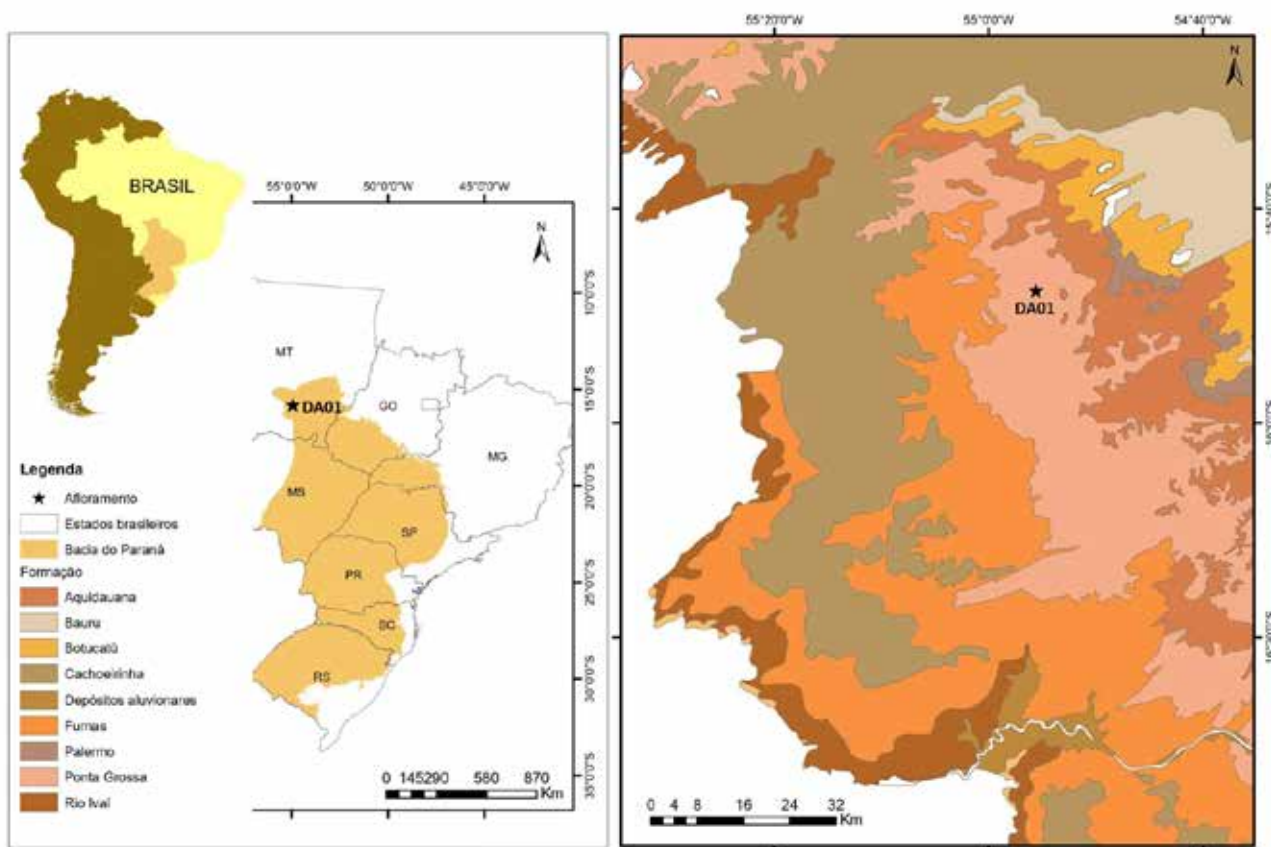 BRASIL
55°0'0"W 50°0'0"W 45°0'0"W
N
10°0'0"S
15°0'0"S
20°0'0"S
25°0'0"S
30°0'0"S
35°0'0"S
MT
DA01
GO
MG
MS
SP
PR
SC
RS
Legenda
Afloramento
Estados brasileiros
Bacia do Paraná
Formação
Aquidauana
Bauru
Botucatú
Cachoeirinha
Depósitos aluvionares
Furnas
Palermo
Ponta Grossa
Rio Ivaí
0 145290 580 870
Km
55°20'0"W 55°0'0"W 54°40'0"W
N
15°40'0"S
DA01
0 4 8 16 24 32
Km